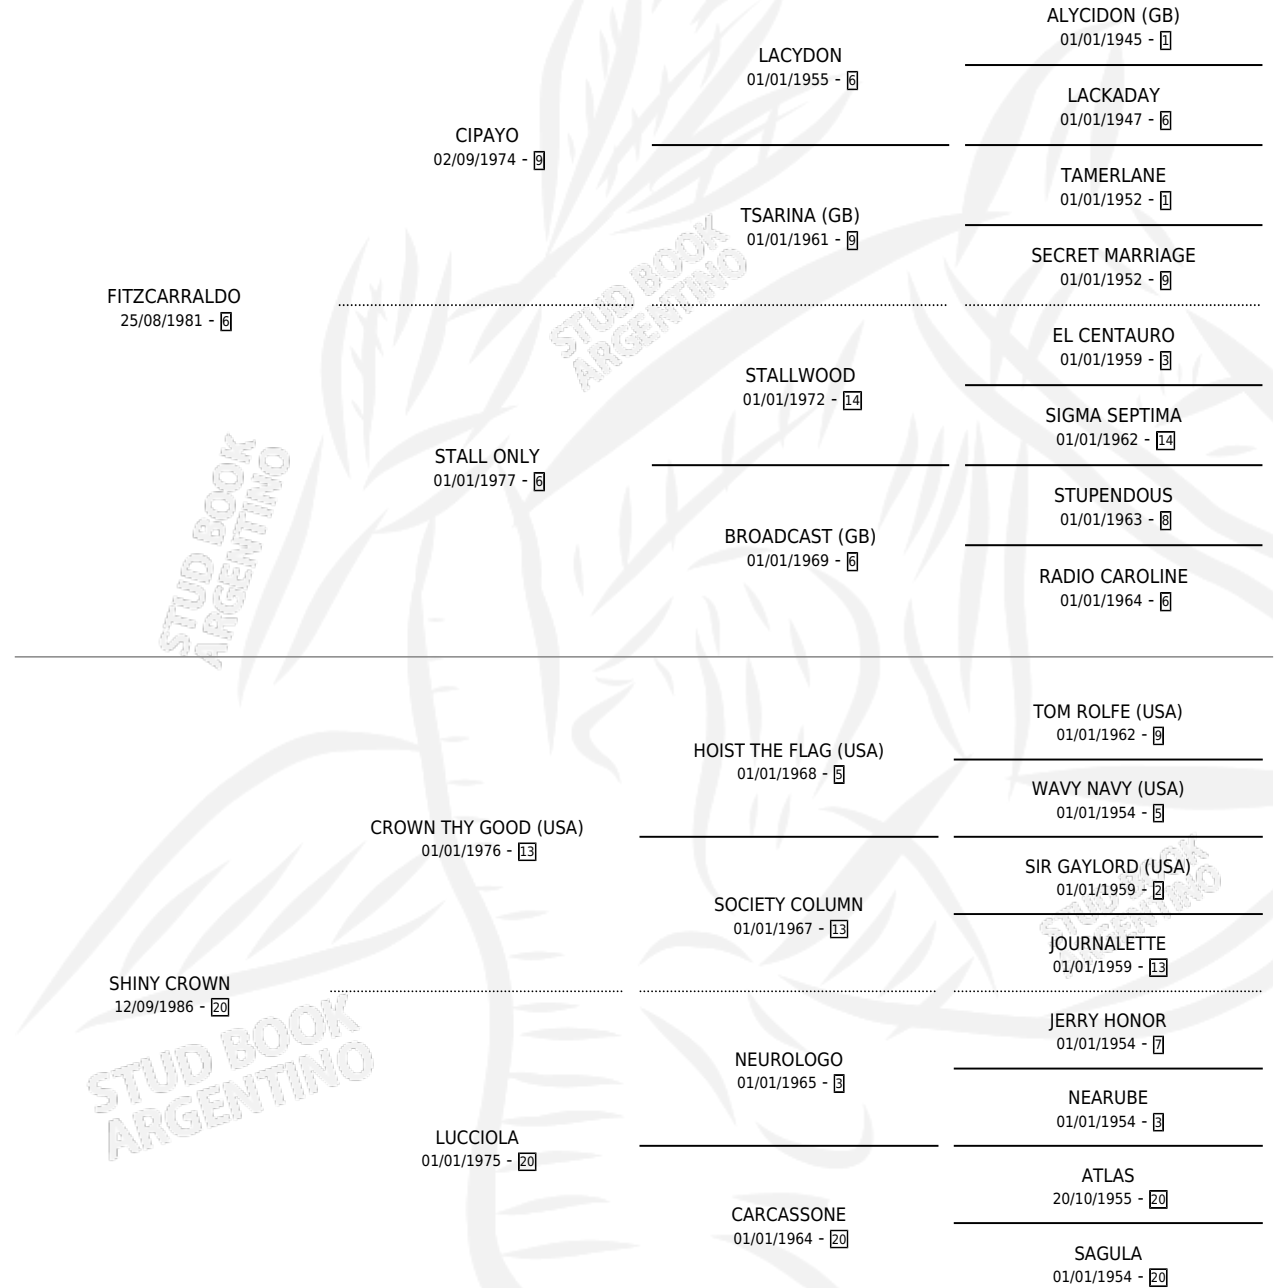 FITZCARRALDO
25/08/1981 - 6
CIPAYO
02/09/1974 - 9
LACYDON
01/01/1955 - 6
ALYCIDON (GB)
01/01/1945 - 1
LACKADAY
01/01/1947 - 6
TSARINA (GB)
01/01/1961 - 9
TAMERLANE
01/01/1952 - 1
SECRET MARRIAGE
01/01/1952 - 9
STALL ONLY
01/01/1977 - 6
STALLWOOD
01/01/1972 - 14
EL CENTAURO
01/01/1959 - 3
SIGMA SEPTIMA
01/01/1962 - 14
BROADCAST (GB)
01/01/1969 - 6
STUPENDOUS
01/01/1963 - 8
RADIO CAROLINE
01/01/1964 - 6
SHINY CROWN
12/09/1986 - 20
CROWN THY GOOD (USA)
01/01/1976 - 13
HOIST THE FLAG (USA)
01/01/1968 - 5
TOM ROLFE (USA)
01/01/1962 - 9
WAVY NAVY (USA)
01/01/1954 - 5
SOCIETY COLUMN
01/01/1967 - 13
SIR GAYLORD (USA)
01/01/1959 - 2
JOURNALETTE
01/01/1959 - 13
LUCCIOLA
01/01/1975 - 20
NEUROLOGO
01/01/1965 - 3
JERRY HONOR
01/01/1954 - 7
NEARUBE
01/01/1954 - 3
CARCASSONE
01/01/1964 - 20
ATLAS
20/10/1955 - 20
SAGULA
01/01/1954 - 20
STUD BOOK
ARGENTINO
STUD BOOK
ARGENTINO
STUD BOOK
ARGENTINO
STUD BOOK
ARGENTINO